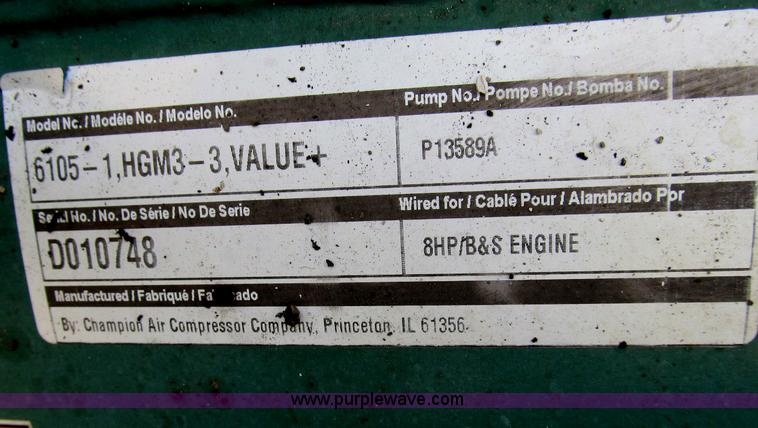 Model No. / Modéle No. / Modelo No.
Pump No./ Pompe No./ Bomba No.
6105-1,HGM3-3,VALUE+
P13589A
Serial No. / No. De Série / No De Serie
Wired for / Cablé Pour / Alambrado Por
D010748
8HP/B&S ENGINE
Manufactured / Fabriqué / Fabricado
By: Champion Air Compressor Company, Princeton, IL 61356
www.purplewave.com